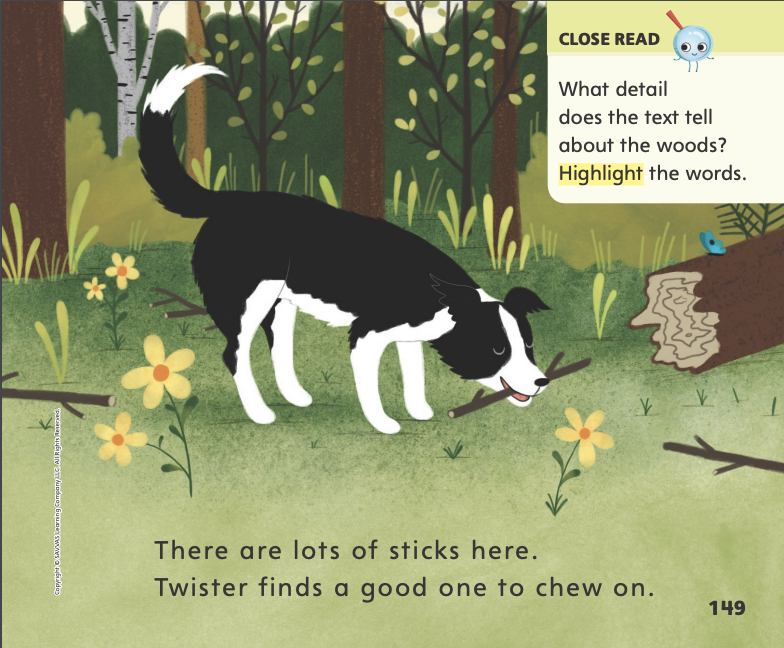 CLOSE READ
What detail
does the text tell
about the woods?
Highlight the words.
Copyright © SAVVAS Learning Company LLC. All Rights Reserved.
There are lots of sticks here.
Twister finds a good one to chew on.
149